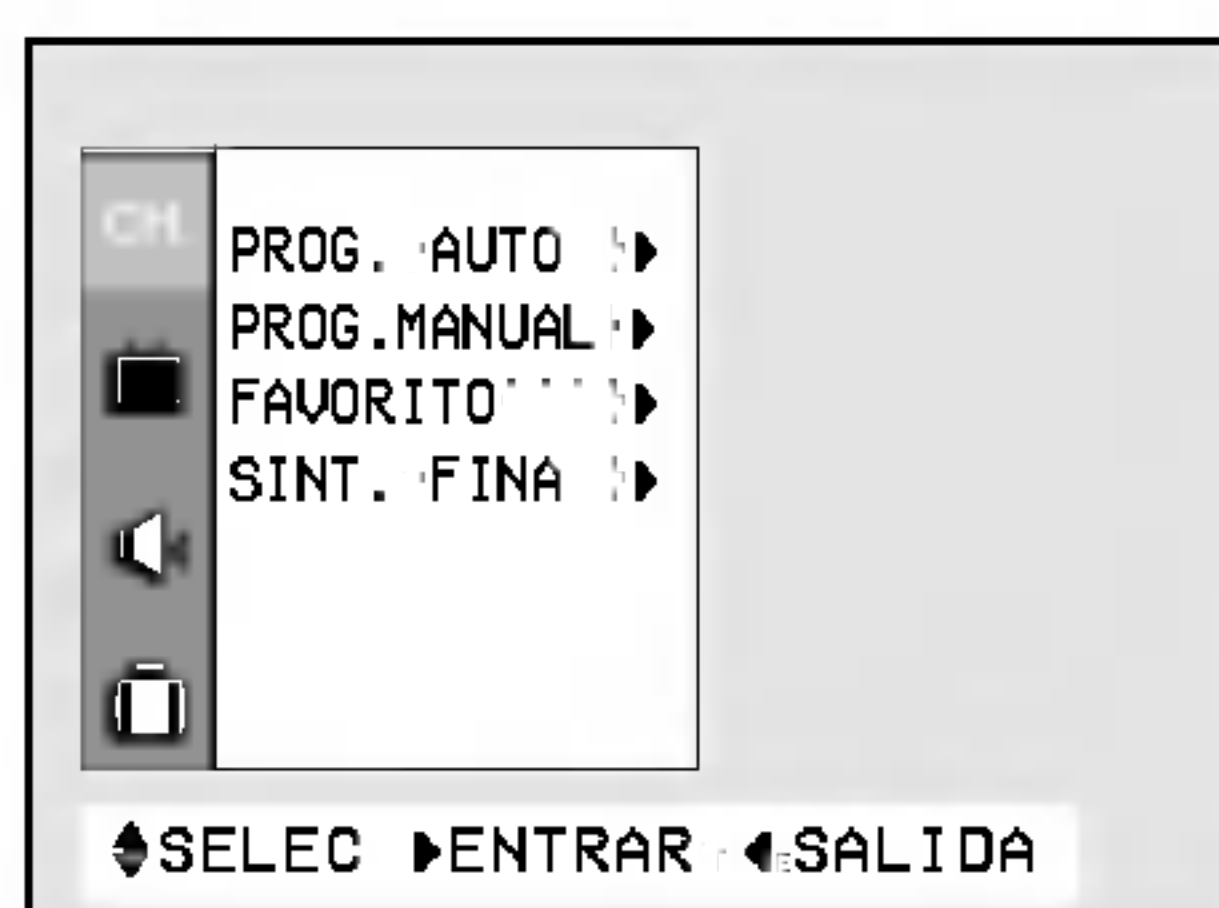 CH.
PROG. AUTO
PROG.MANUAL
FAVORITO
SINT. FINA
SELEC ENTRAR SALIDA